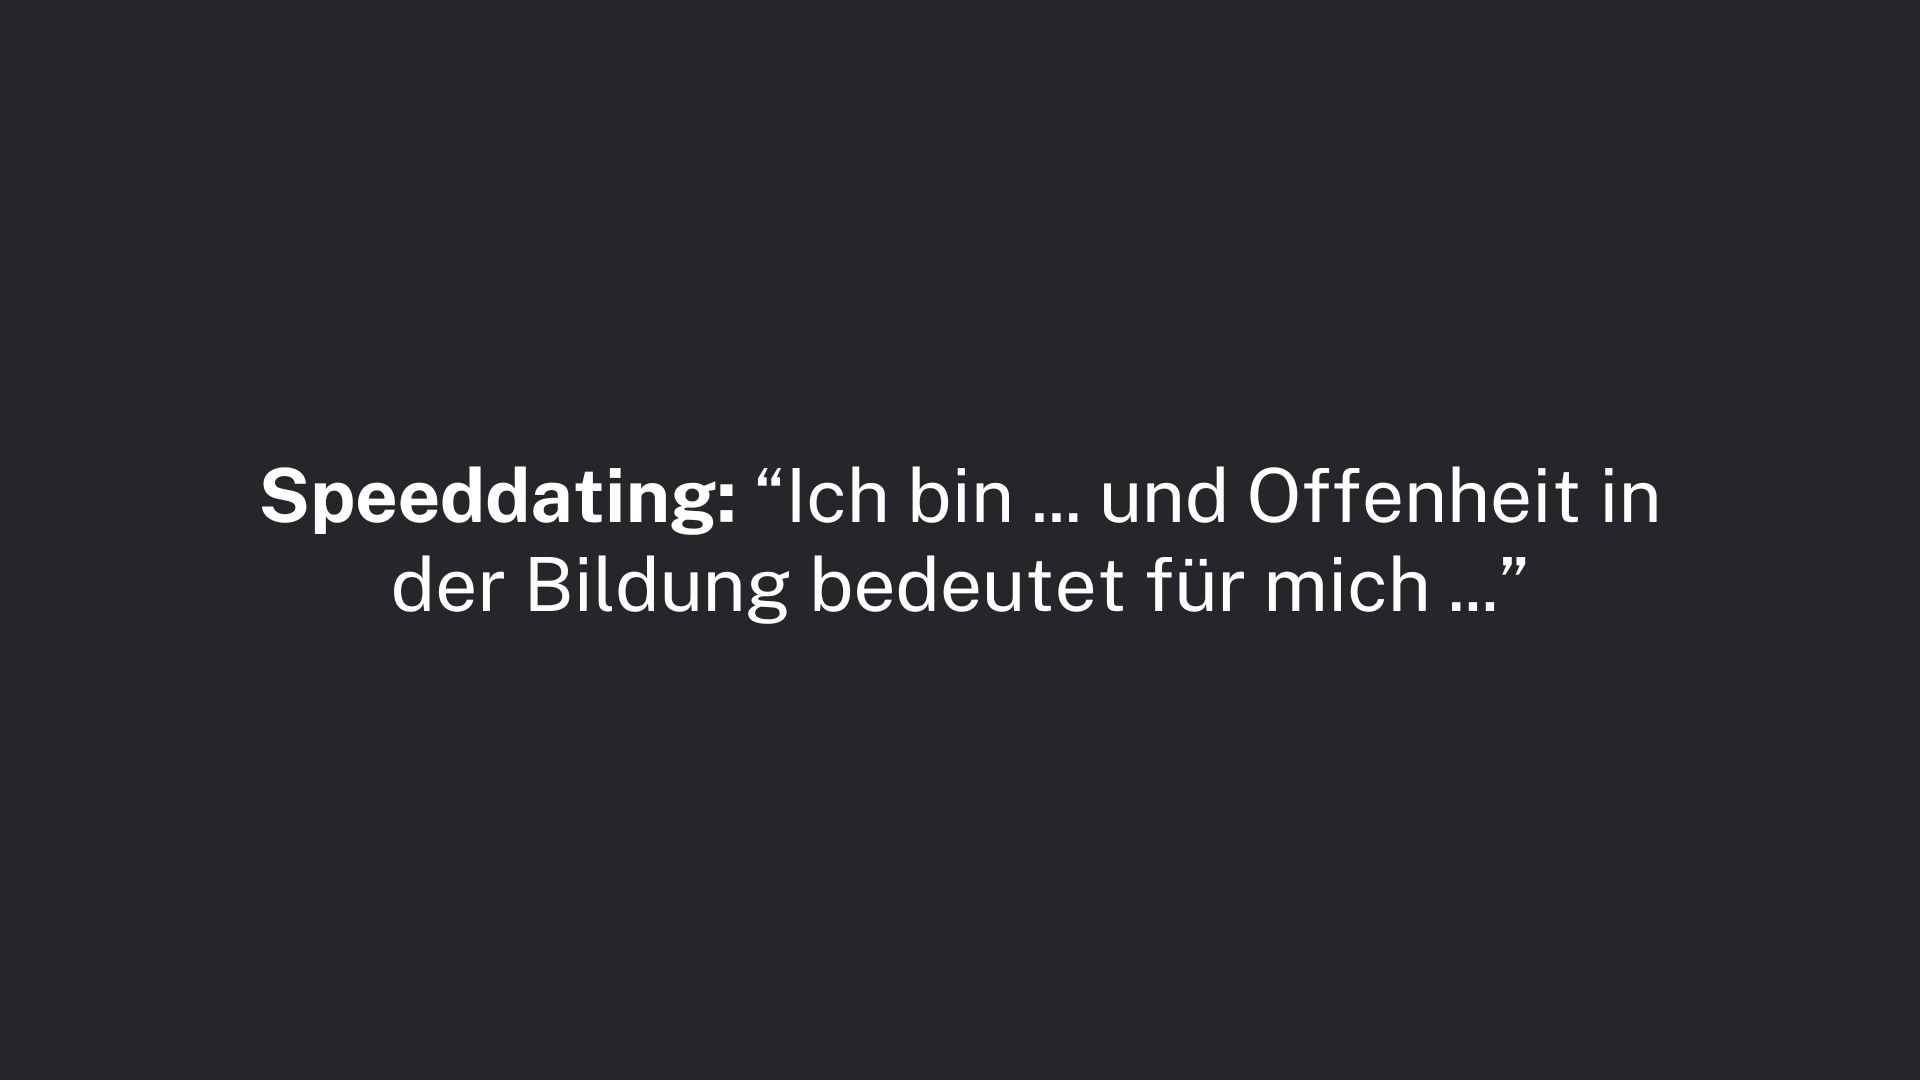 Speeddating: “Ich bin ... und Offenheit in
der Bildung bedeutet für mich ...”